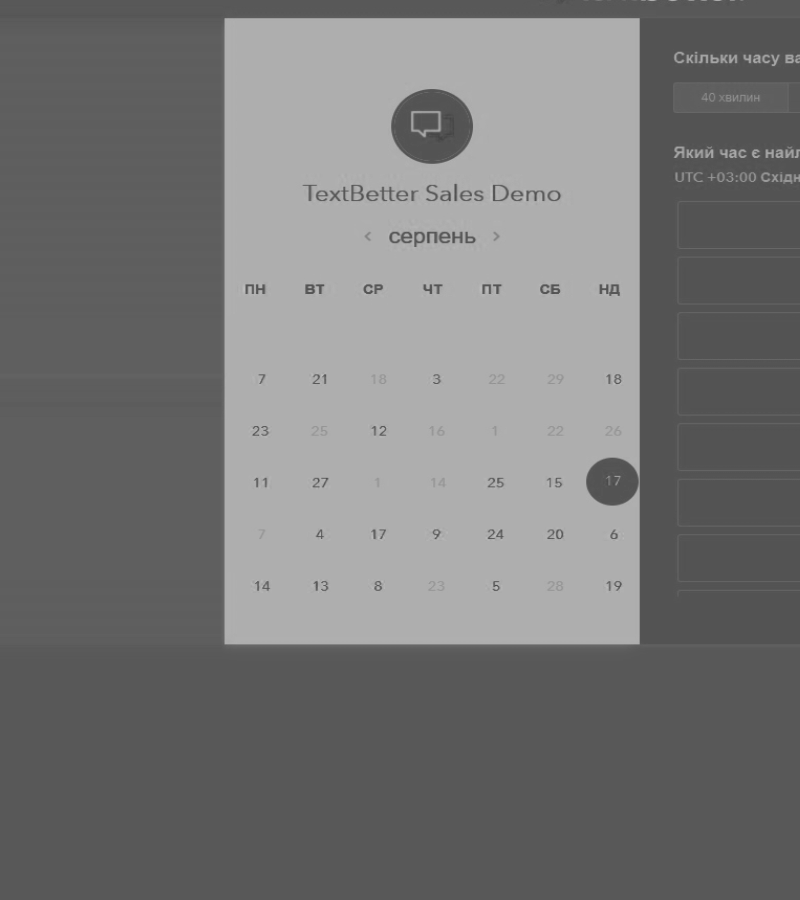 Скільки часу ва
40 хвилин
Який час є найл
UTC +03:00 Східн
TextBetter Sales Demo
< серпень >
ПН ВТ СР ЧТ ПТ СБ НД
7 21 18 3 22 29 18
23 25 12 16 1 22 26
11 27 1 14 25 15 17
7 4 17 9 24 20 6
14 13 8 23 5 28 19